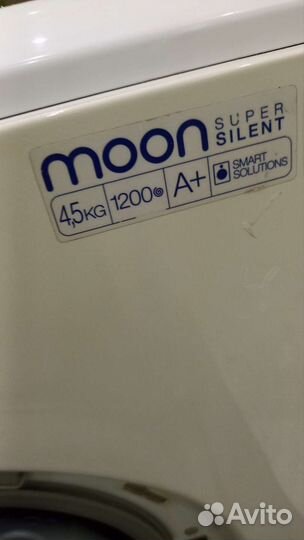 moon SUPER SILENT
4,5KG 1200 A+ SMART SOLUTIONS
Avito